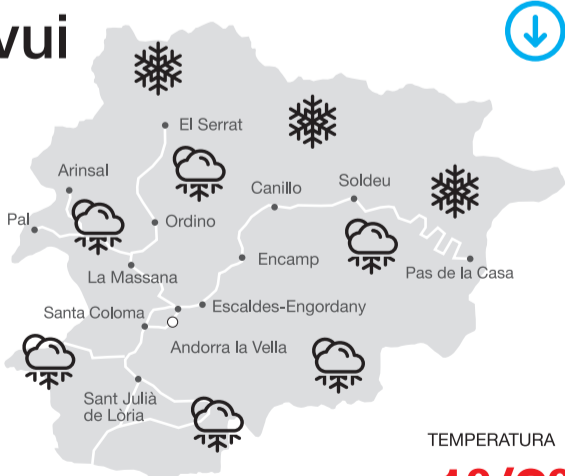 El Serrat
Arinsal
Canillo
Soldeu
Pal
Ordino
Encamp
Pas de la Casa
La Massana
Santa Coloma
Escaldes-Engordany
Andorra la Vella
Sant Julià
de Lòria
TEMPERATURA